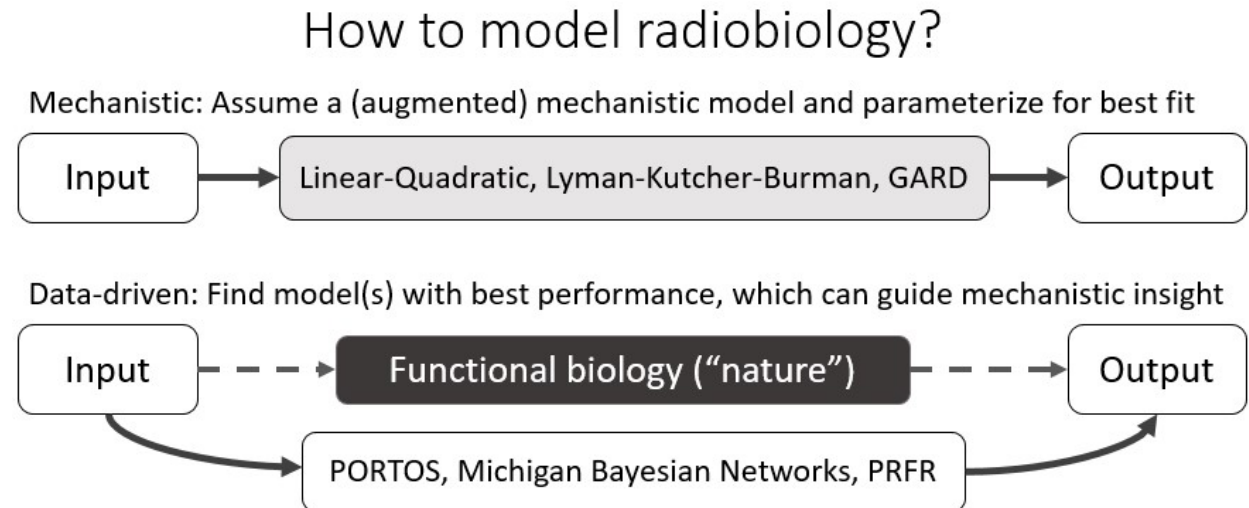 How to model radiobiology?
Mechanistic: Assume a (augmented) mechanistic model and parameterize for best fit
Input
Linear-Quadratic, Lyman-Kutcher-Burman, GARD
Output
Data-driven: Find model(s) with best performance, which can guide mechanistic insight
Input
Functional biology (“nature”)
Output
PORTOS, Michigan Bayesian Networks, PRFR